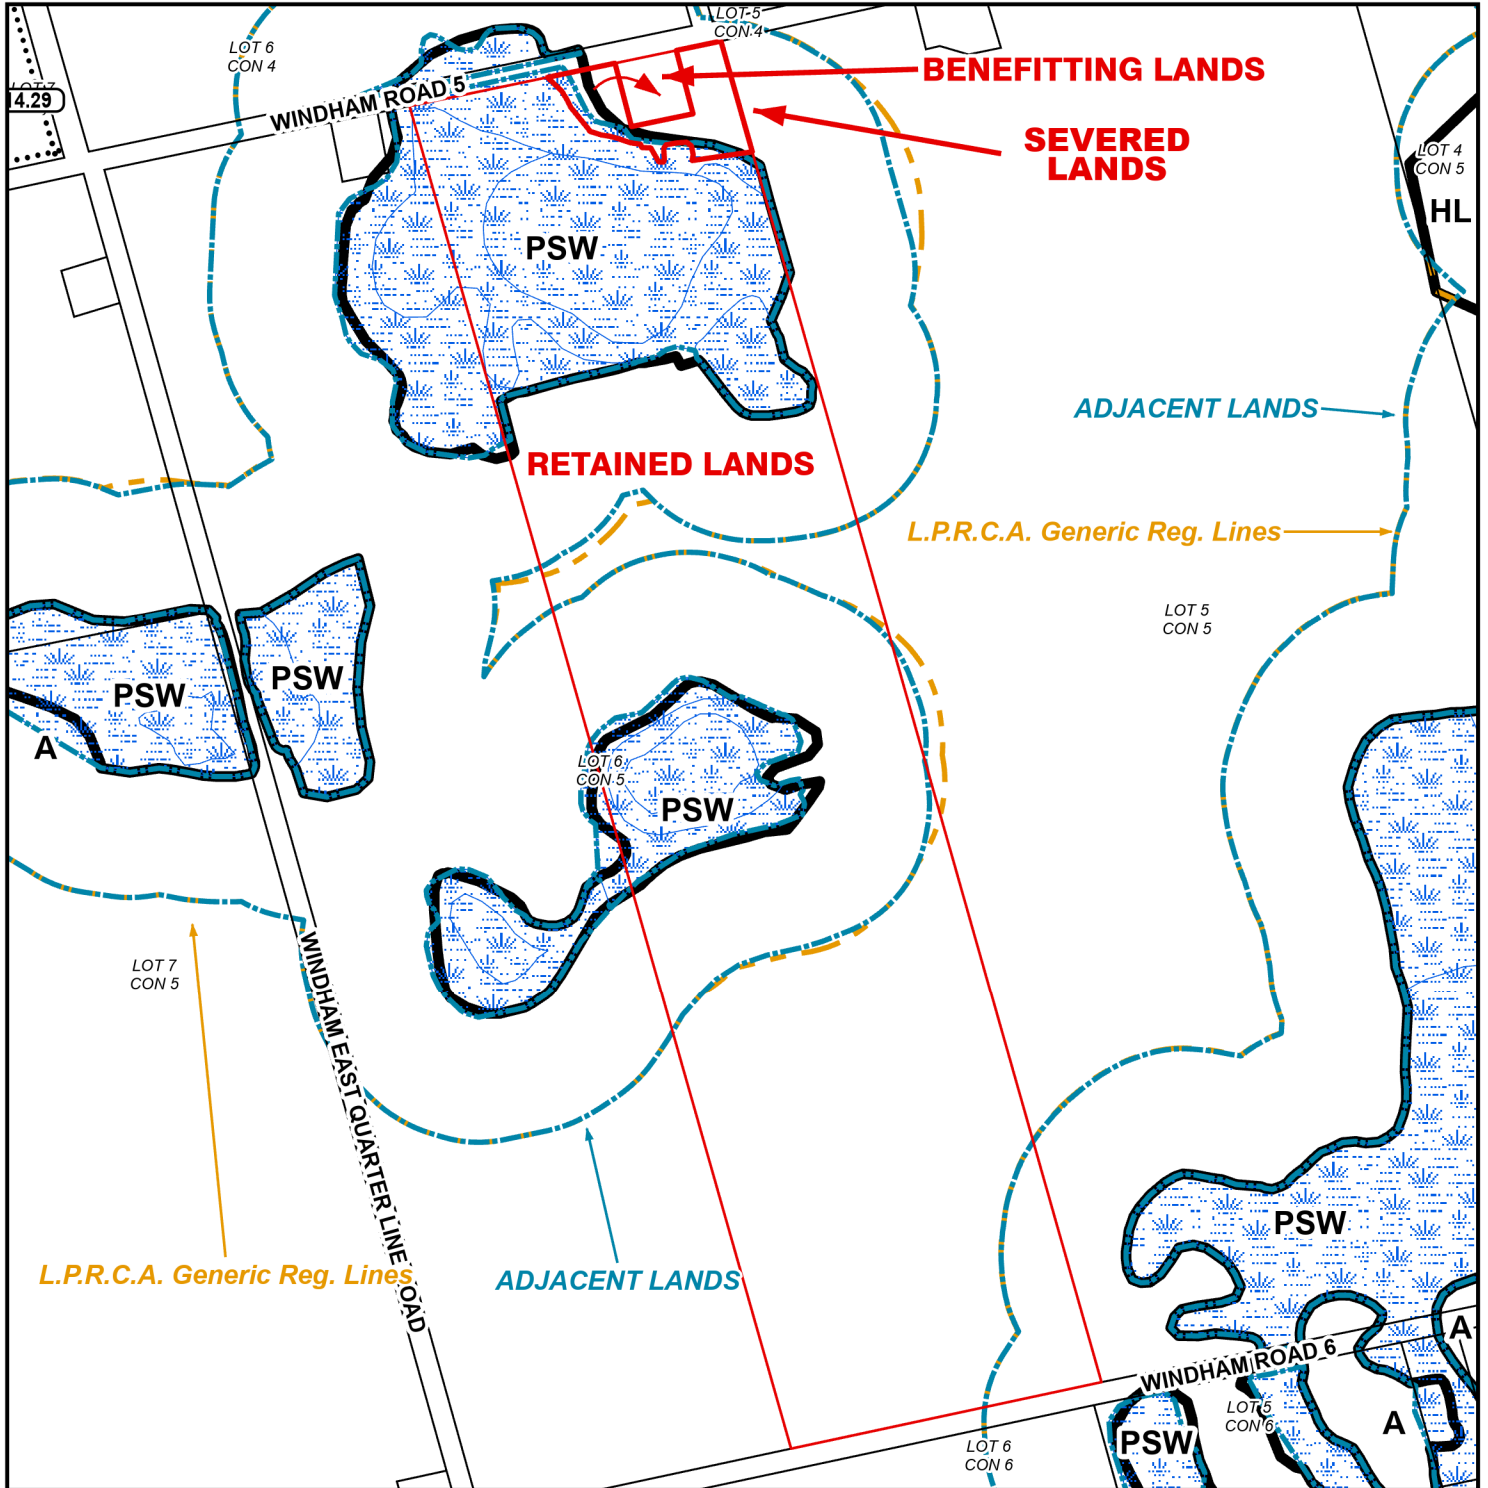 LOT 5
CON 4
LOT 6
CON 4
BENEFITTING LANDS
LOT 7
14.29
WINDHAM ROAD 5
SEVERED
LANDS
LOT 4
CON 5
HL
PSW
ADJACENT LANDS
RETAINED LANDS
L.P.R.C.A. Generic Reg. Lines
LOT 5
CON 5
PSW
PSW
A
LOT 6
CON 5
PSW
LOT 7
CON 5
WINDHAM EAST QUARTER LINE ROAD
PSW
L.P.R.C.A. Generic Reg. Lines
ADJACENT LANDS
A
WINDHAM ROAD 6
LOT 5
CON 6
A
PSW
LOT 6
CON 6